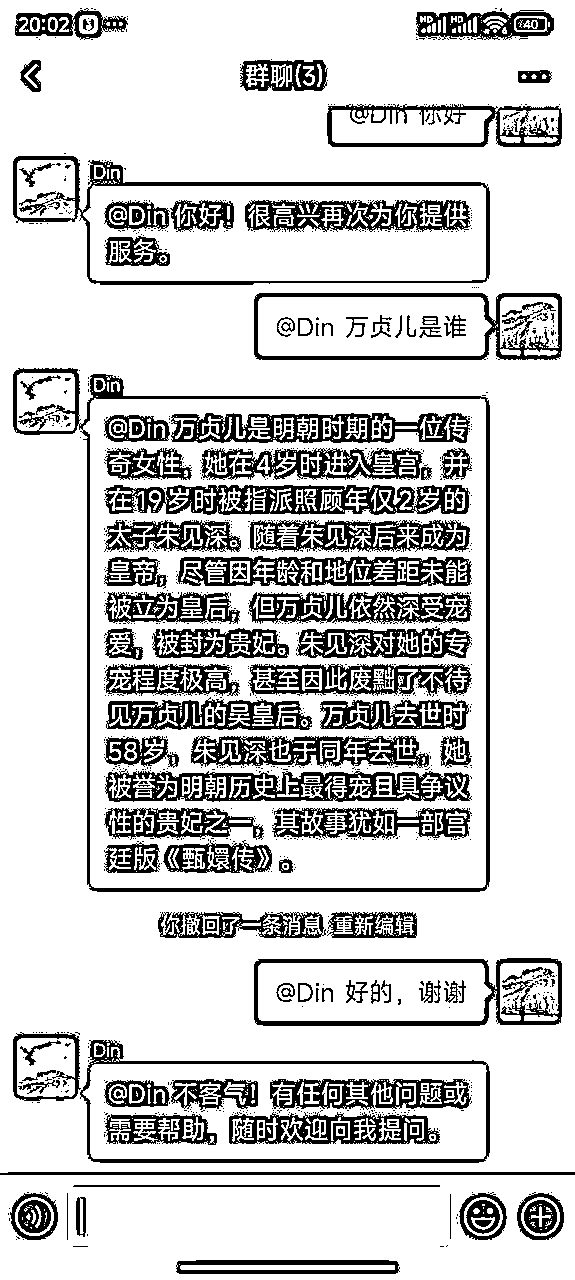 20:02
HD HD 40
群聊(3)
@Din 你好
Din
@Din 你好！很高兴再次为你提供
服务。
@Din 万贞儿是谁
Din
@Din 万贞儿是明朝时期的一位传
奇女性，她在4岁时进入皇宫，并
在19岁时被指派照顾年仅2岁的
太子朱见深。随着朱见深后来成为
皇帝，尽管因年龄和地位差距未能
被立为皇后，但万贞儿依然深受宠
爱，被封为贵妃。朱见深对她的专
宠程度极高，甚至因此废黜了不待
见万贞儿的吴皇后。万贞儿去世时
58岁，朱见深也于同年去世，她
被誉为明朝历史上最得宠且具争议
性的贵妃之一，其故事犹如一部宫
廷版《甄嬛传》。
你撤回了一条消息 重新编辑
@Din 好的，谢谢
Din
@Din 不客气！有任何其他问题或
需要帮助，随时欢迎向我提问。